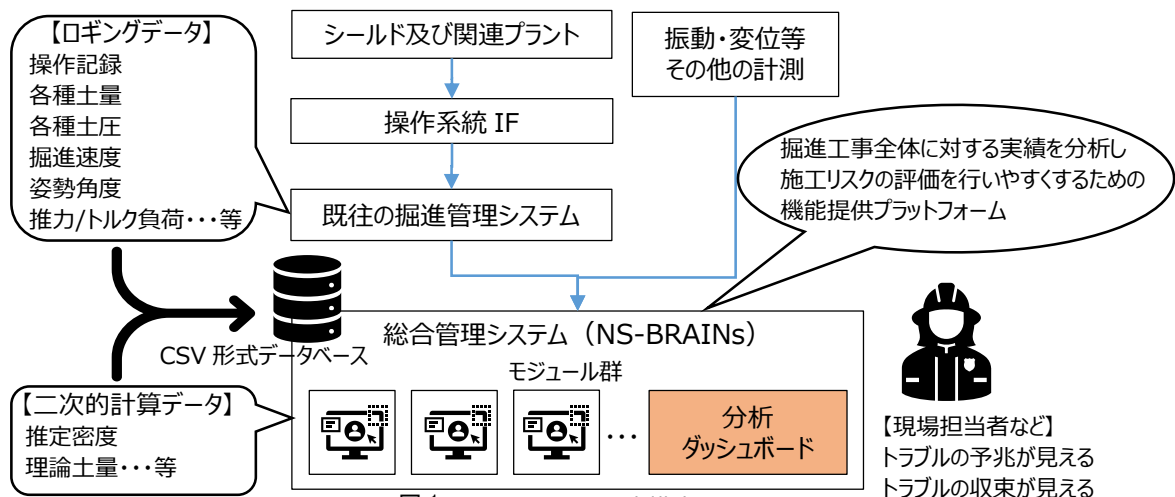 【ロギングデータ】
操作記録
各種土量
各種土圧
掘進速度
姿勢角度
推力/トルク負荷・・・等
シールド及び関連プラント
操作系統 IF
既往の掘進管理システム
振動・変位等
その他の計測
掘進工事全体に対する実績を分析し
施工リスクの評価を行いやすくするための
機能提供プラットフォーム
CSV 形式データベース
総合管理システム（NS-BRAINs）
モジュール群
…
分析
ダッシュボード
【二次的計算データ】
推定密度
理論土量・・・等
【現場担当者など】
トラブルの予兆が見える
トラブルの収束が見える